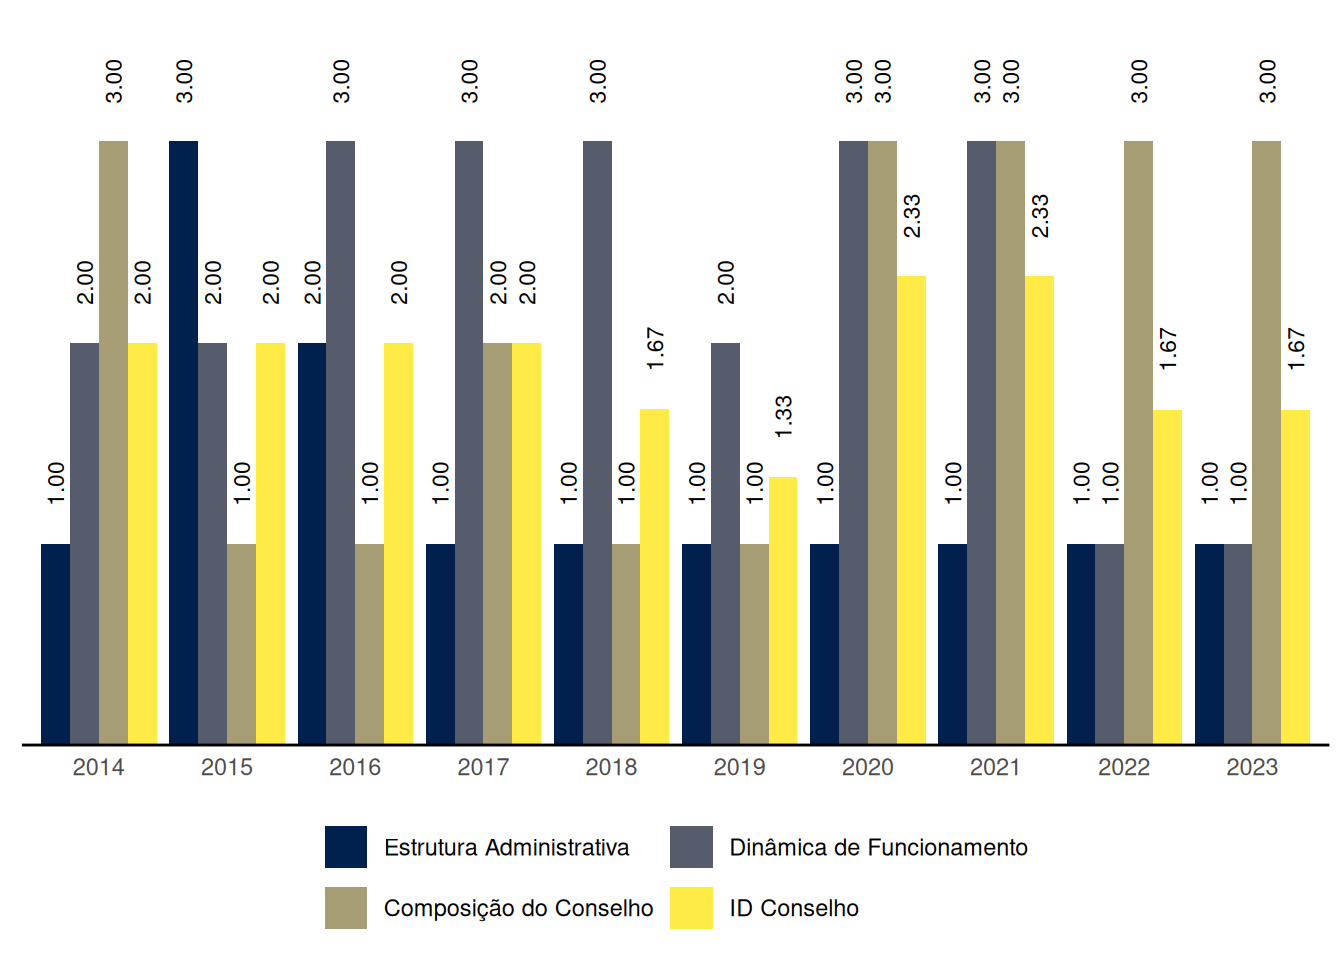 3.00 3.00 3.00 3.00 3.00 3.00 3.00 3.00 3.00 3.00 3.00
2.33 2.33
2.00 2.00 2.00 2.00 2.00 2.00 2.00 2.00 2.00
1.67 1.67 1.67
1.33
1.00 1.00 1.00 1.00 1.00 1.00 1.00 1.00 1.00 1.00 1.00 1.00 1.00 1.00
2014 2015 2016 2017 2018 2019 2020 2021 2022 2023
Estrutura Administrativa Dinâmica de Funcionamento
Composição do Conselho ID Conselho